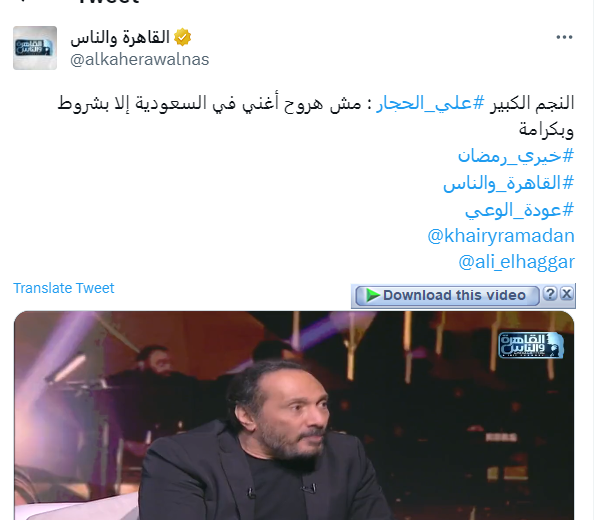 Tweet
القاهرة والناس
@alkaherawalnas
النجم الكبير #علي_الحجار : مش هروح أغني في السعودية إلا بشروط
وبكرامة
#خيري_رمضان
#القاهرة_والناس
#عودة_الوعي
@khairyramadan
@ali_elhaggar
Translate Tweet
Download this video ? X
القاهرة
والناس